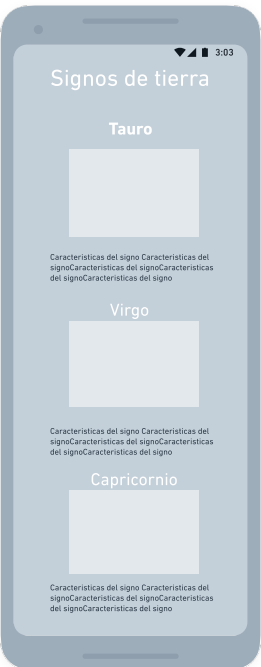 3:03
Signos de tierra
Tauro
Caracteristicas del signo Caracteristicas del
signoCaracteristicas del signoCaracteristicas
del signoCaracteristicas del signo
Virgo
Caracteristicas del signo Caracteristicas del
signoCaracteristicas del signoCaracteristicas
del signoCaracteristicas del signo
Capricornio
Caracteristicas del signo Caracteristicas del
signoCaracteristicas del signoCaracteristicas
del signoCaracteristicas del signo